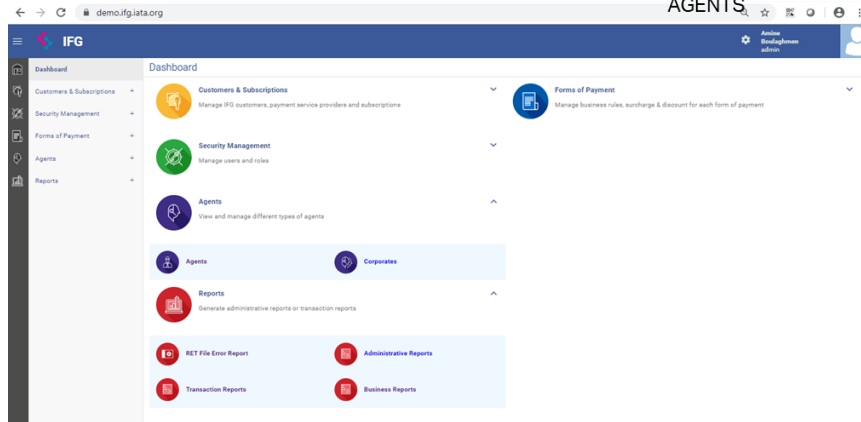 AGENTS
demo.ifg.iata.org
IFG
Amine
Boulaghmen
admin
Dashboard
Customers & Subscriptions +
Security Management +
Forms of Payment +
Agents +
Reports +
Dashboard
Customers & Subscriptions
Manage IFG customers, payment service providers and subscriptions
Forms of Payment
Manage business rules, surcharge & discount for each form of payment
Security Management
Manage users and roles
Agents
View and manage different types of agents
Agents
Corporates
Reports
Generate administrative reports or transaction reports
RET File Error Report
Administrative Reports
Transaction Reports
Business Reports